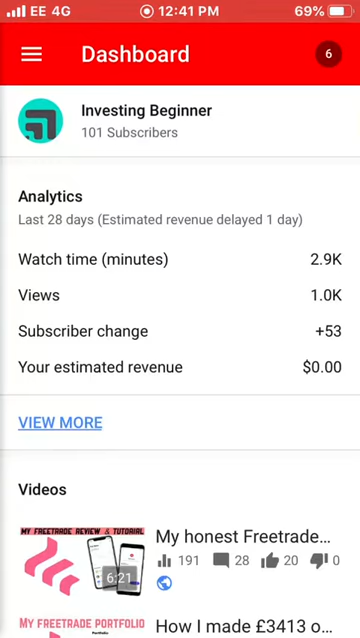 EE 4G 12:41 PM 69%
Dashboard 6
Investing Beginner
101 Subscribers
Analytics
Last 28 days (Estimated revenue delayed 1 day)
Watch time (minutes) 2.9K
Views 1.0K
Subscriber change +53
Your estimated revenue $0.00
VIEW MORE
Videos
MY FREETRADE REVIEW & TUTORIAL
6:21
My honest Freetrade...
191 28 20 0
MY FREETRADE PORTFOLIO
Portfolio
How I made £3413 o...